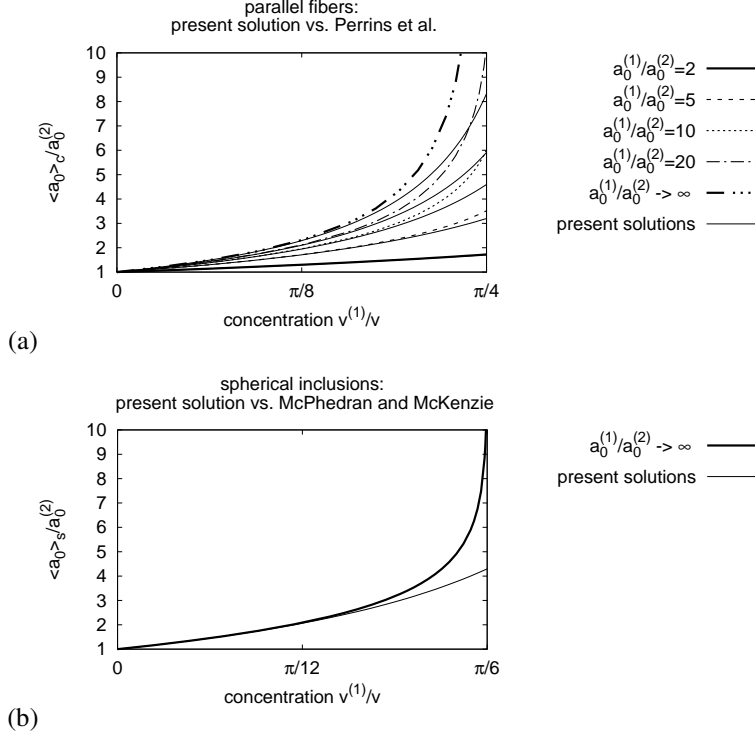 parallel fibers:
present solution vs. Perrins et al.
10
9
8
7
6
5
4
3
2
1
<a₀>_c/a₀⁽²⁾
0
π/8
π/4
concentration v⁽¹⁾/v
a₀⁽¹⁾/a₀⁽²⁾=2
a₀⁽¹⁾/a₀⁽²⁾=5
a₀⁽¹⁾/a₀⁽²⁾=10
a₀⁽¹⁾/a₀⁽²⁾=20
a₀⁽¹⁾/a₀⁽²⁾ -> ∞
present solutions
(a)
spherical inclusions:
present solution vs. McPhedran and McKenzie
10
9
8
7
6
5
4
3
2
1
<a₀>ₛ/a₀⁽²⁾
0
π/12
π/6
concentration v⁽¹⁾/v
a₀⁽¹⁾/a₀⁽²⁾ -> ∞
present solutions
(b)